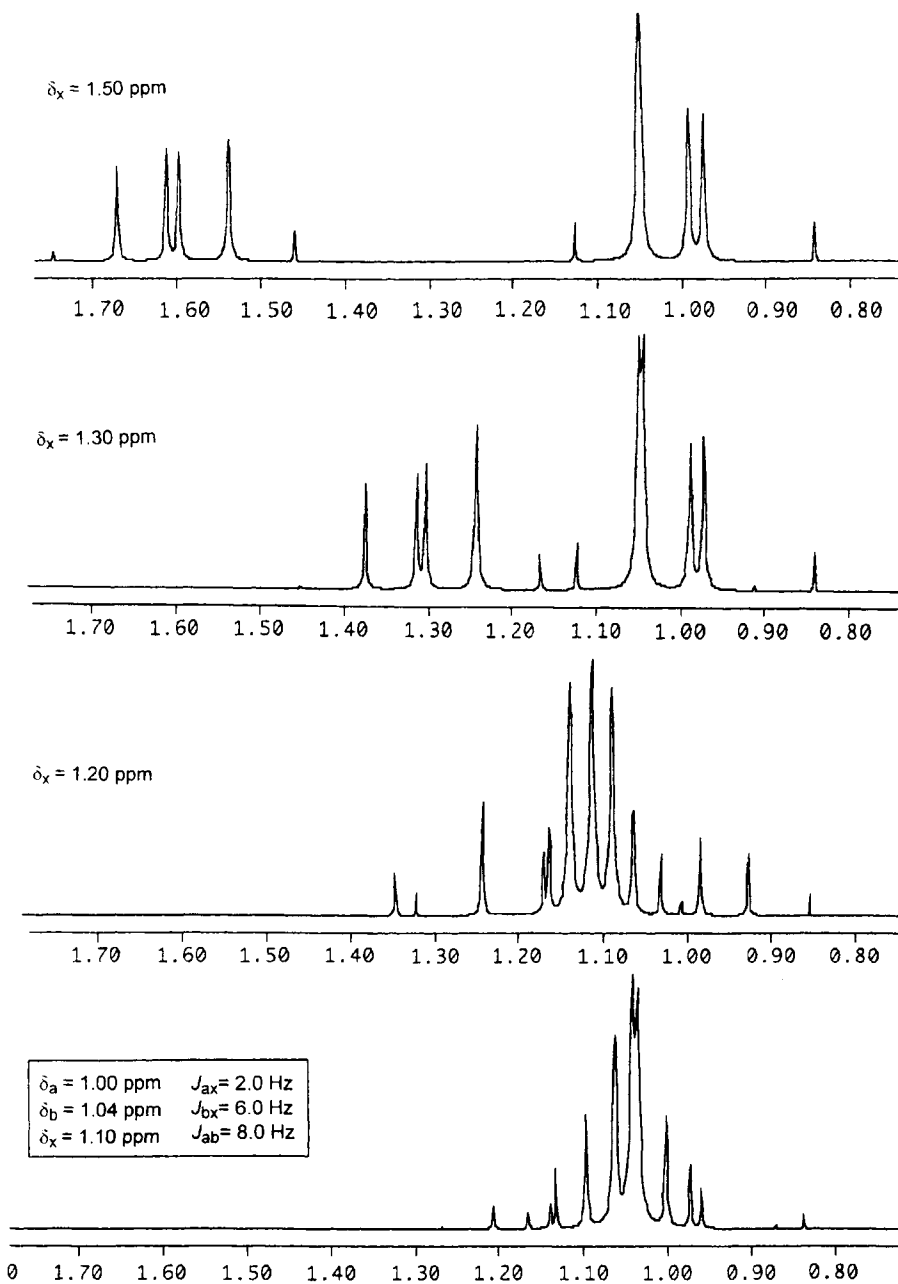 δx = 1.50 ppm
1.70 1.60 1.50 1.40 1.30 1.20 1.10 1.00 0.90 0.80
δx = 1.30 ppm
1.70 1.60 1.50 1.40 1.30 1.20 1.10 1.00 0.90 0.80
δx = 1.20 ppm
1.70 1.60 1.50 1.40 1.30 1.20 1.10 1.00 0.90 0.80
δa = 1.00 ppm Jax= 2.0 Hz
δb = 1.04 ppm Jbx= 6.0 Hz
δx = 1.10 ppm Jab= 8.0 Hz
0 1.70 1.60 1.50 1.40 1.30 1.20 1.10 1.00 0.90 0.80